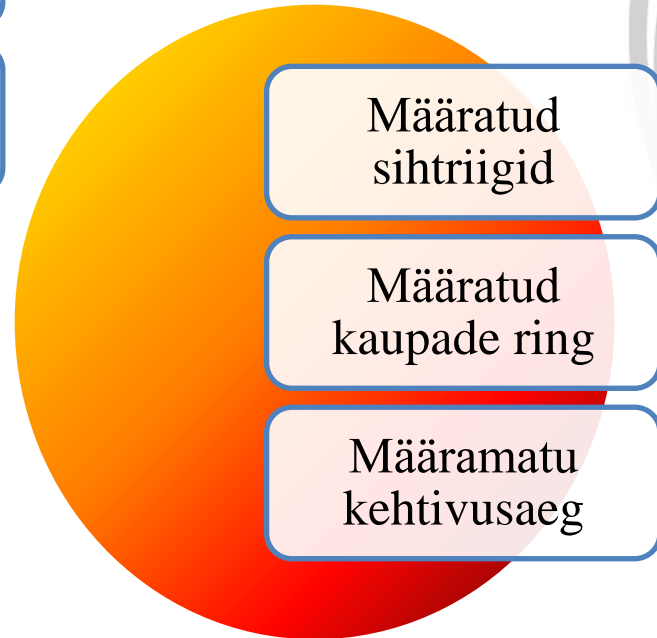 Määratud
sihtriigid
Määratud
kaupade ring
Määramatu
kehtivusaeg